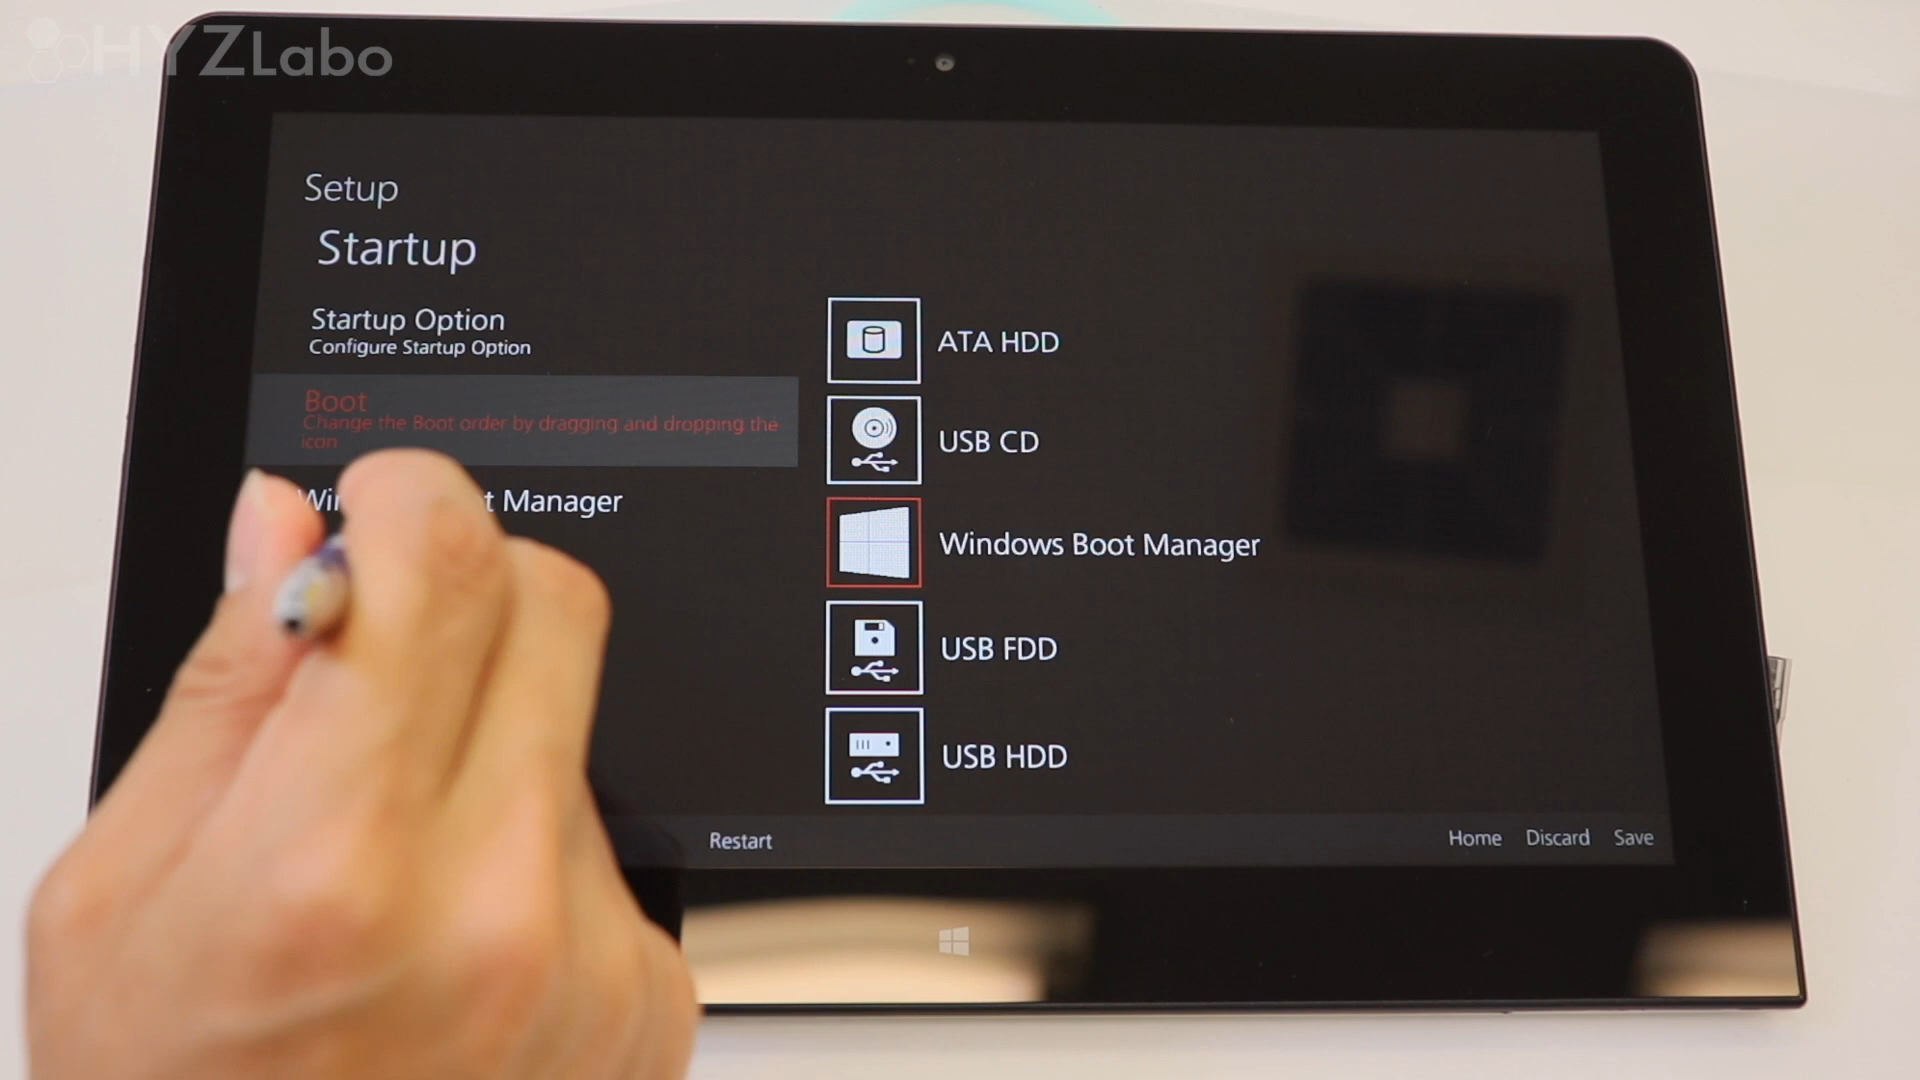 HYZLabo
Setup
Startup
Startup Option
Configure Startup Option
Boot
Change the Boot order by dragging and dropping the
icon
Manager
ATA HDD
USB CD
Windows Boot Manager
USB FDD
USB HDD
Restart
Home Discard Save